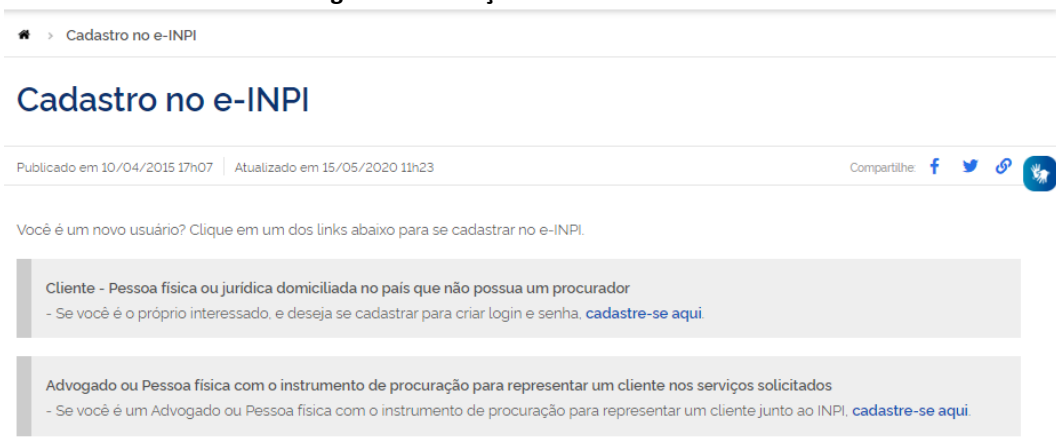 Cadastro no e-INPI
Cadastro no e-INPI
Publicado em 10/04/2015 17h07 Atualizado em 15/05/2020 11h23 Compartilhe:
Você é um novo usuário? Clique em um dos links abaixo para se cadastrar no e-INPI.
Cliente - Pessoa física ou jurídica domiciliada no país que não possua um procurador
- Se você é o próprio interessado, e deseja se cadastrar para criar login e senha, cadastre-se aqui.
Advogado ou Pessoa física com o instrumento de procuração para representar um cliente nos serviços solicitados
- Se você é um Advogado ou Pessoa física com o instrumento de procuração para representar um cliente junto ao INPI, cadastre-se aqui.